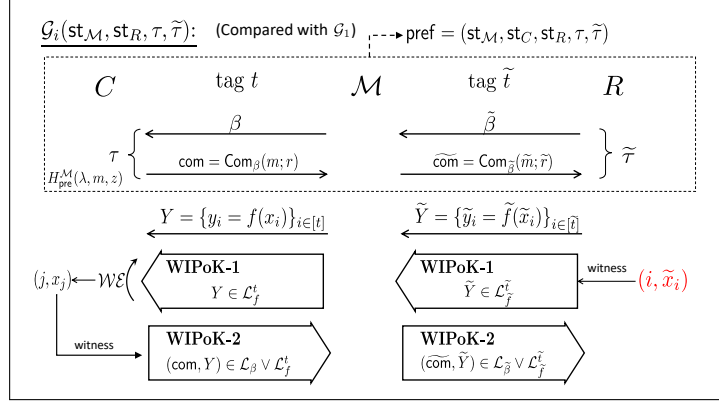 𝒢_i(st_ℳ, st_R, τ, τ̃): (Compared with 𝒢_1) pref = (st_ℳ, st_C, st_R, τ, τ̃)
C tag t ℳ tag t̃ R
β β̃
τ com = Com_β(m; r) c̃om = Com_β̃(m̃; r̃) τ̃
H^ℳ_pre(λ, m, z)
Y = {y_i = f(x_i)}_{i∈[t]} Ỹ = {ỹ_i = f̃(x̃_i)}_{i∈[t̃]}
WIPoK-1 WIPoK-1 witness
(j, x_j) 𝒲ℰ Y ∈ ℒ^t_f Ỹ ∈ ℒ^t̃_f̃ (i, x̃_i)
witness WIPoK-2 WIPoK-2
(com, Y) ∈ ℒ_β ∨ ℒ^t_f (c̃om, Ỹ) ∈ ℒ_β̃ ∨ ℒ^t̃_f̃